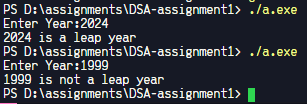 PS D:\assignments\DSA-assignment1> ./a.exe
Enter Year:2024
2024 is a leap year
PS D:\assignments\DSA-assignment1> ./a.exe
Enter Year:1999
1999 is not a leap year
PS D:\assignments\DSA-assignment1>